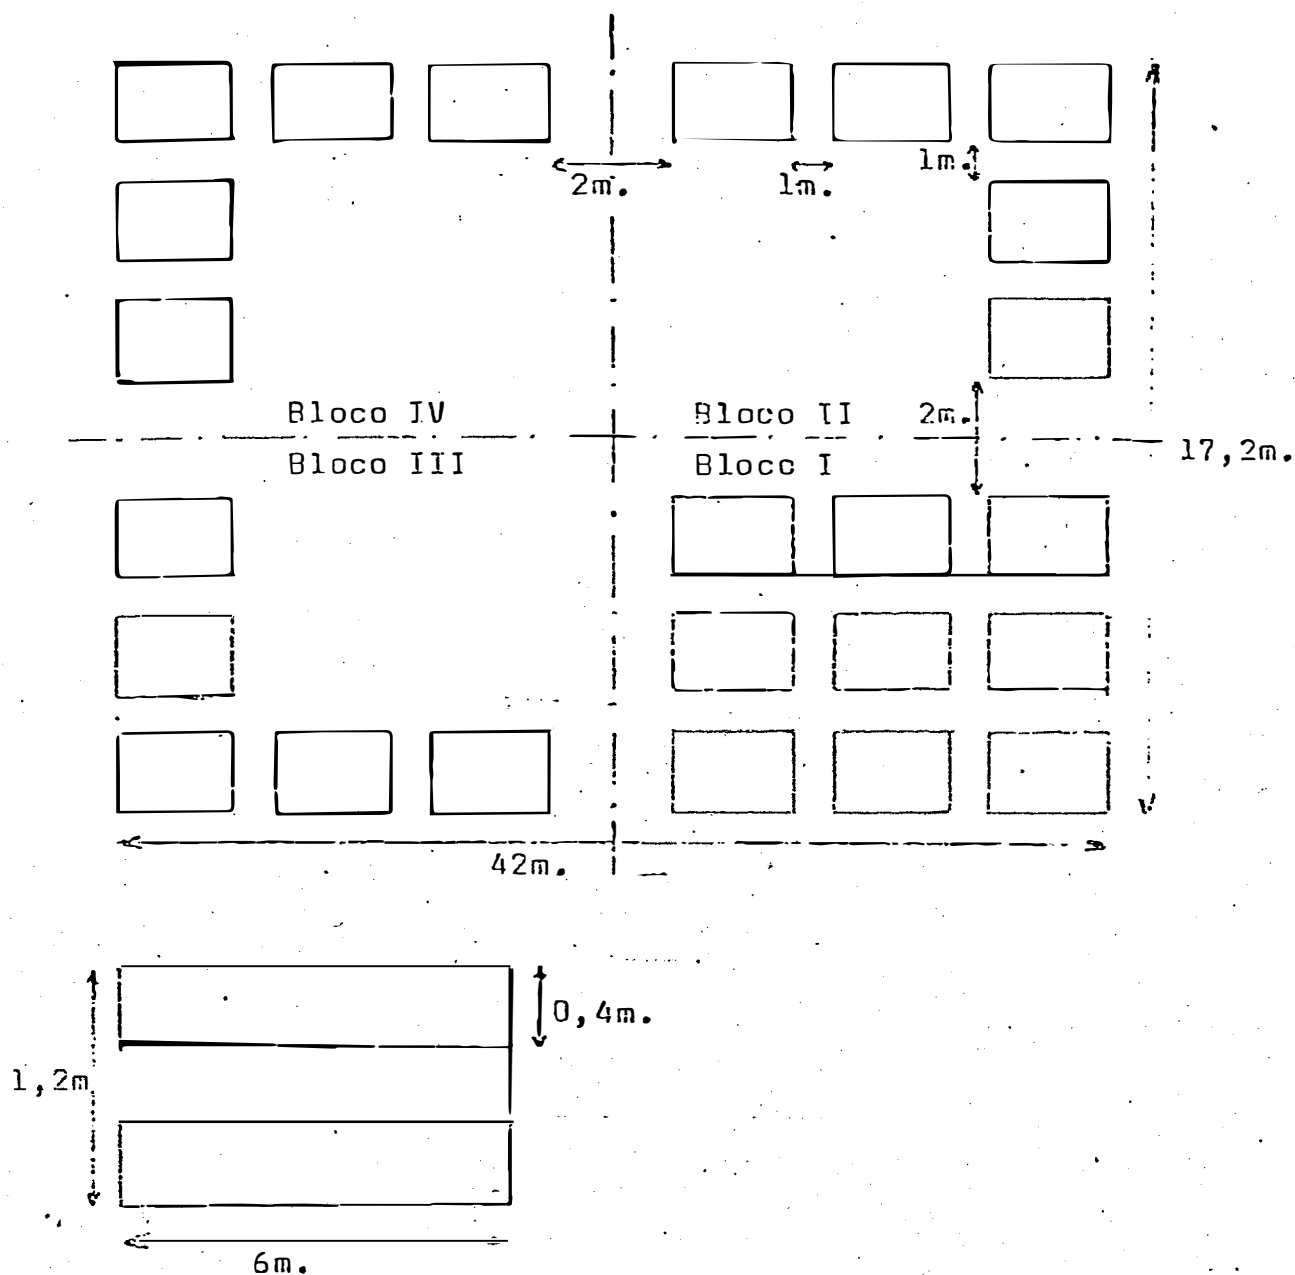 1m.
2m.
1m.
Bloco IV
Bloco II
2m.
Bloco III
Bloco I
17,2m.
42m.
0,4m.
1,2m
6m.